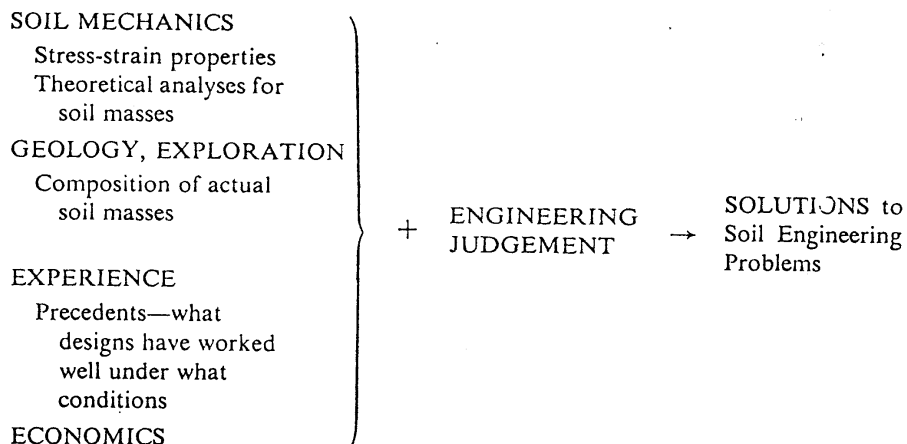 SOIL MECHANICS
Stress-strain properties
Theoretical analyses for
soil masses
GEOLOGY, EXPLORATION
Composition of actual
soil masses
EXPERIENCE
Precedents—what
designs have worked
well under what
conditions
ECONOMICS
+
ENGINEERING
JUDGEMENT
→
SOLUTIONS to
Soil Engineering
Problems